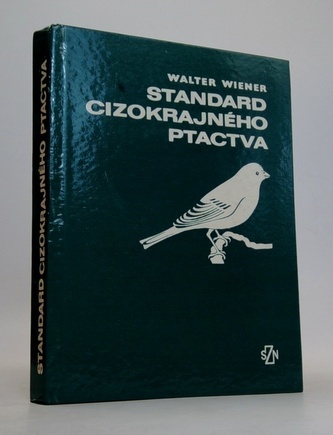 WALTER WIENER
STANDARD
CIZOKRAJNÉHO
PTACTVA
SZN
STANDARD CIZOKRAJNÉHO PTACTVA